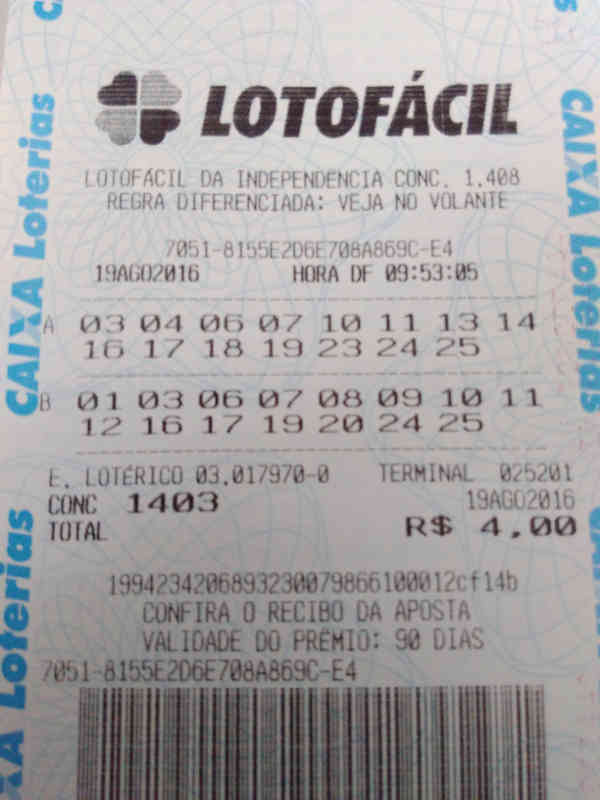 LOTOFÁCIL
LOTOFÁCIL DA INDEPENDENCIA CONC. 1.408
REGRA DIFERENCIADA: VEJA NO VOLANTE
7051-8155E2D6E708A869C-E4
19AGO2016 HORA DF 09:53:05
A 03 04 06 07 10 11 13 14
16 17 18 19 23 24 25
B 01 03 06 07 08 09 10 11
12 16 17 19 20 24 25
E. LOTÉRICO 03.017970-0 TERMINAL 025201
CONC 1403 19AGO2016
TOTAL R$ 4,00
1994234206893230079866100012cf14b
CONFIRA O RECIBO DA APOSTA
VALIDADE DO PRÊMIO: 90 DIAS
7051-8155E2D6E708A869C-E4
CAIXA Loterias
CAIXA Loterias
A Loterias
CA